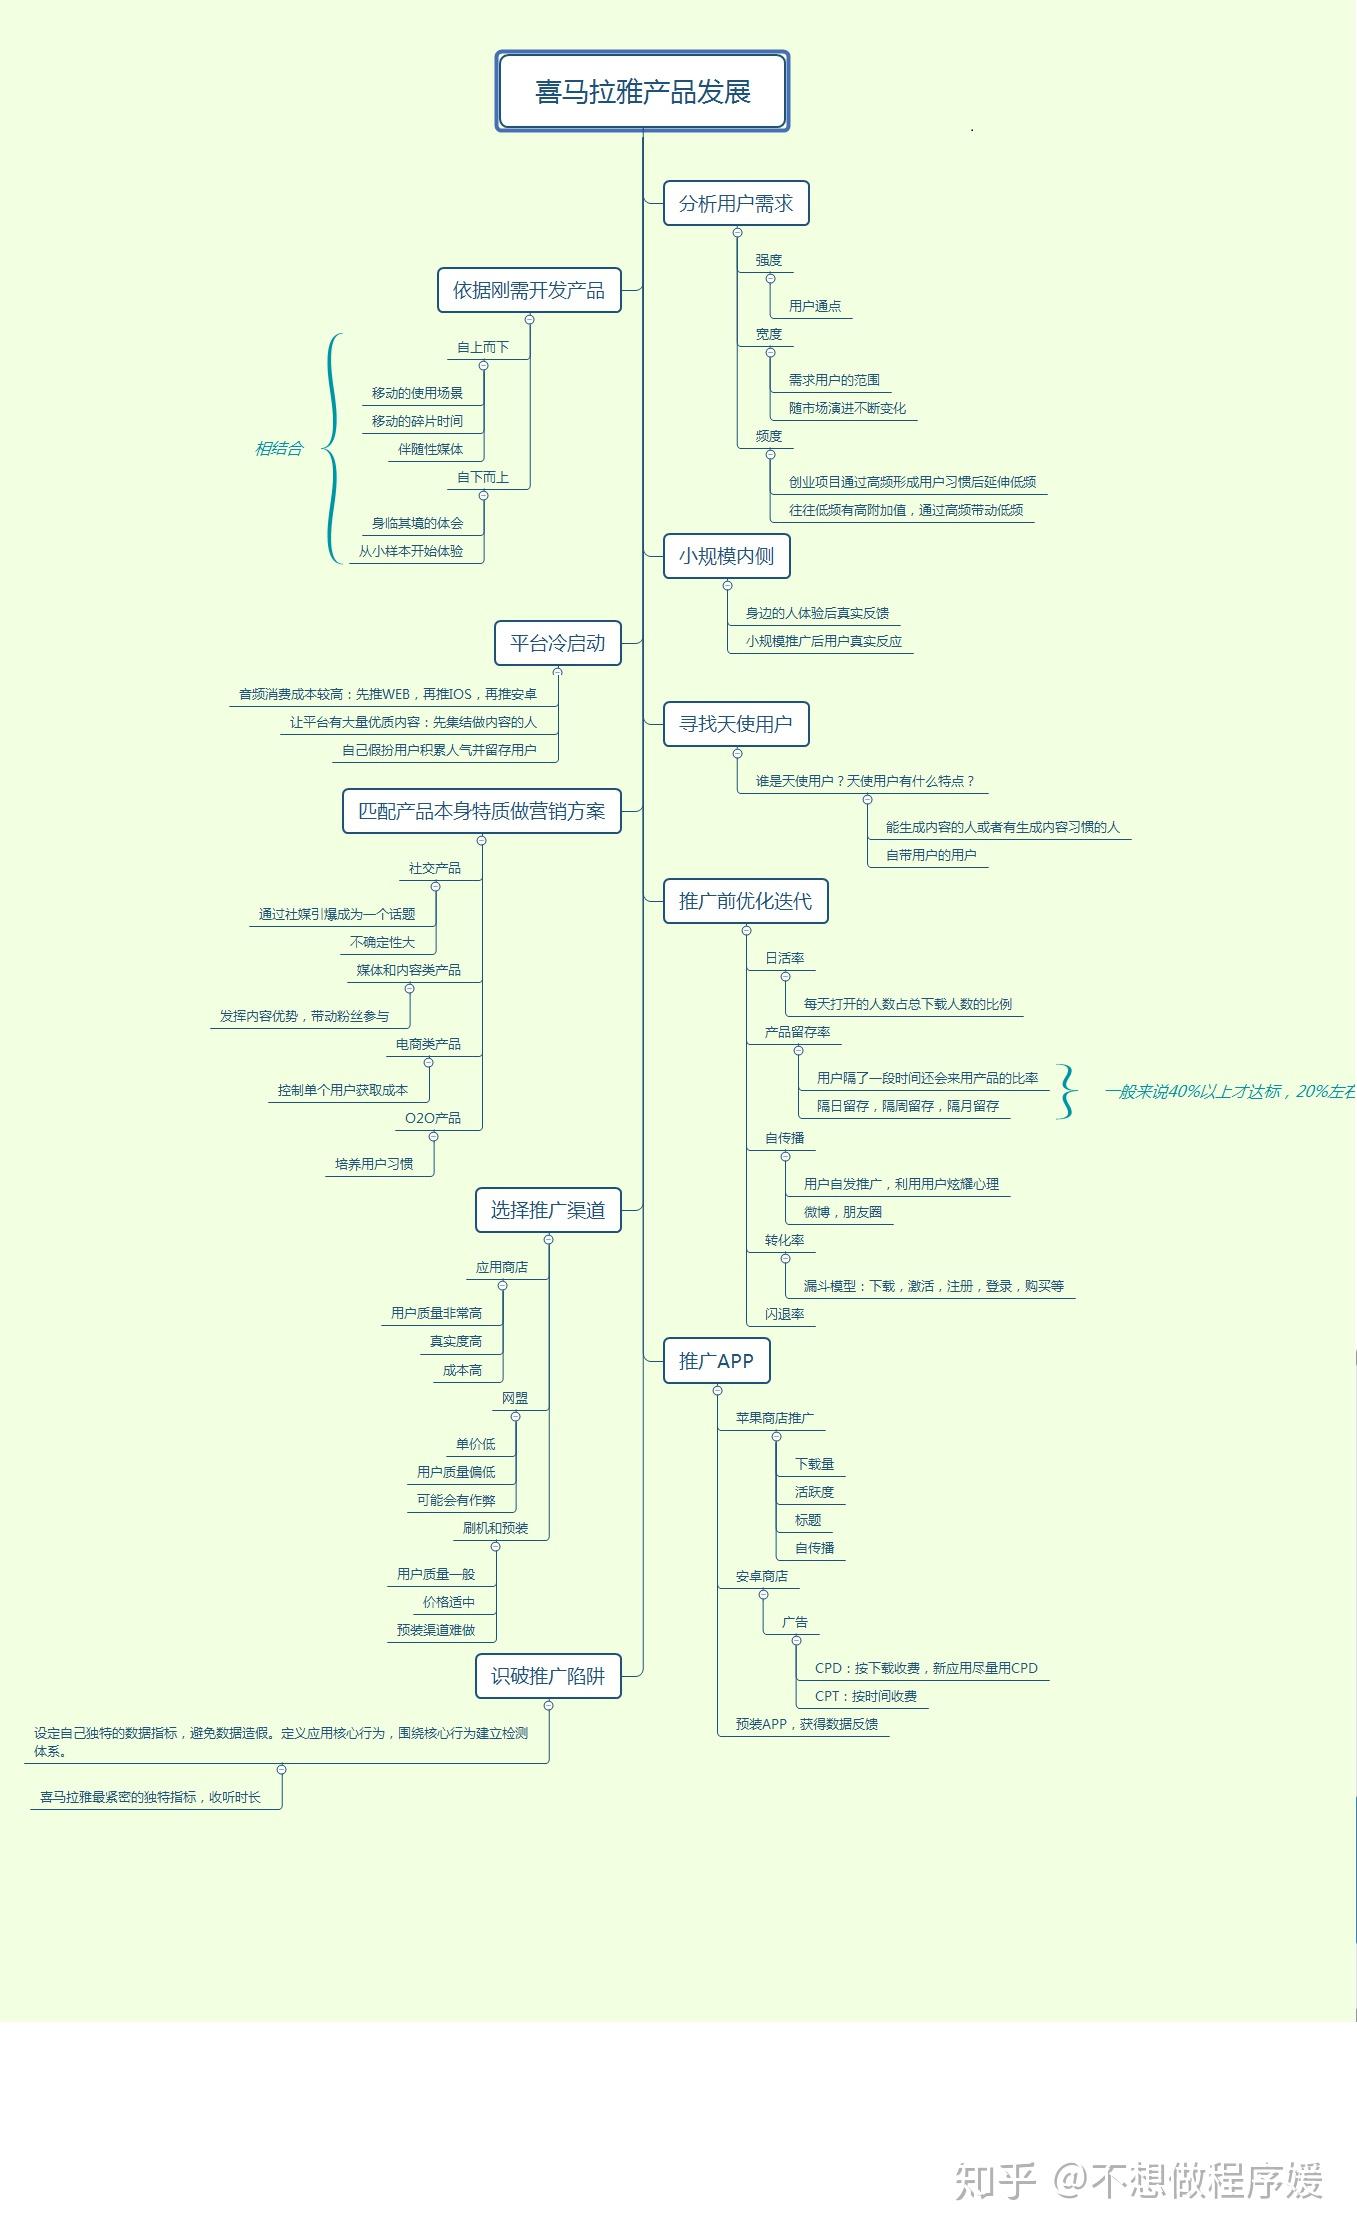 喜马拉雅产品发展
分析用户需求
强度
用户通点
宽度
需求用户的范围
随市场演进不断变化
频度
创业项目通过高频形成用户习惯后延伸低频
往往低频有高附加值，通过高频带动低频
依据刚需开发产品
自上而下
移动的使用场景
移动的碎片时间
伴随性媒体
自下而上
身临其境的体会
从小样本开始体验
相结合
小规模内侧
身边的人体验后真实反馈
小规模推广后用户真实反应
平台冷启动
音频消费成本较高：先推WEB，再推IOS，再推安卓
让平台有大量优质内容：先集结做内容的人
自己假扮用户积累人气并留存用户
寻找天使用户
谁是天使用户？天使用户有什么特点？
能生成内容的人或者有生成内容习惯的人
自带用户的用户
匹配产品本身特质做营销方案
社交产品
通过社媒引爆成为一个话题
不确定性大
媒体和内容类产品
发挥内容优势，带动粉丝参与
电商类产品
控制单个用户获取成本
O2O产品
培养用户习惯
推广前优化迭代
日活率
每天打开的人数占总下载人数的比例
产品留存率
用户隔了一段时间还会来用产品的比率
隔日留存，隔周留存，隔月留存
一般来说40%以上才达标，20%左右
自传播
用户自发推广，利用用户炫耀心理
微博，朋友圈
转化率
漏斗模型：下载，激活，注册，登录，购买等
闪退率
选择推广渠道
应用商店
用户质量非常高
真实度高
成本高
网盟
单价低
用户质量偏低
可能会有作弊
刷机和预装
用户质量一般
价格适中
预装渠道难做
推广APP
苹果商店推广
下载量
活跃度
标题
自传播
安卓商店
广告
CPD：按下载收费，新应用尽量用CPD
CPT：按时间收费
预装APP，获得数据反馈
识破推广陷阱
设定自己独特的数据指标，避免数据造假。定义应用核心行为，围绕核心行为建立检测
体系。
喜马拉雅最紧密的独特指标，收听时长
知乎 @不想做程序媛